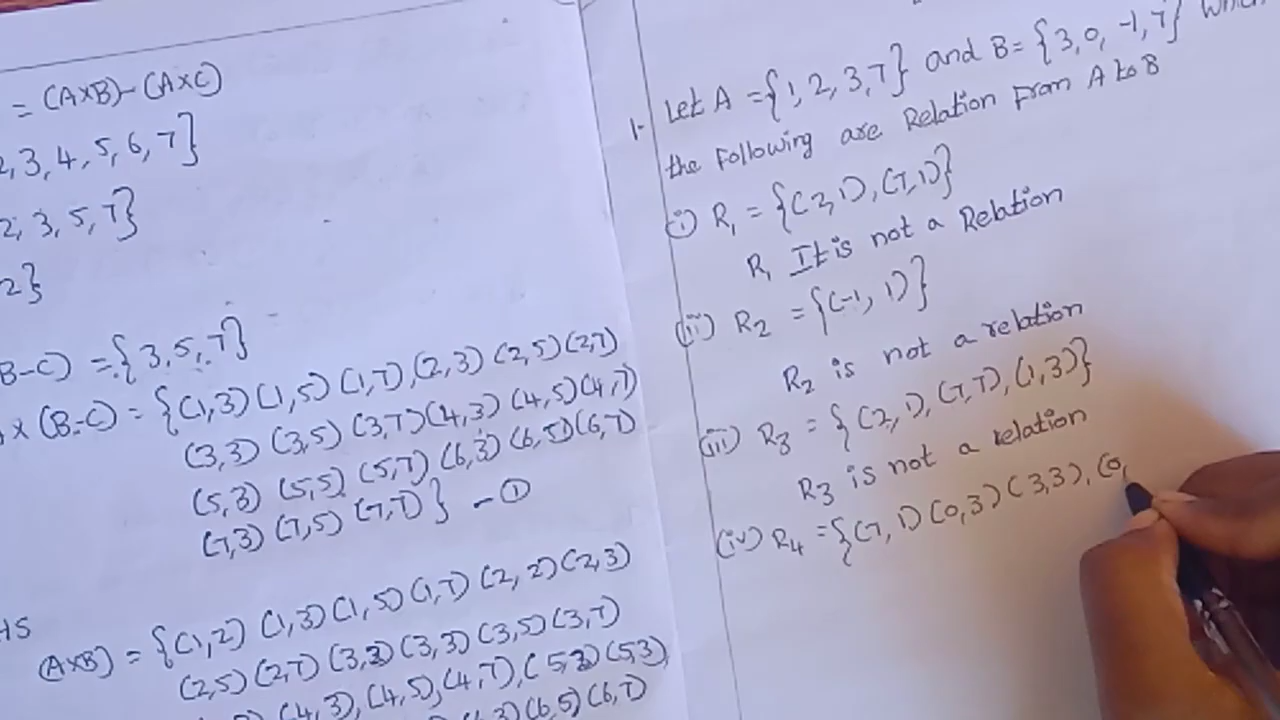 = (A×B)-(A×C)
2, 3, 4, 5, 6, 7}
2, 3, 5, 7}
2}
B-C) = {3, 5, 7}
× (B-C) = {(1,3) (1,5) (1,7), (2,3) (2,5) (2,7)
(3,3) (3,5) (3,7) (4,3) (4,5) (4,7)
(5,3) (5,5) (5,7) (6,3) (6,5) (6,7)
(7,3) (7,5) (7,7)} - ①
HS
(A×B) = {(1,2) (1,3) (1,5) (1,7) (2,2) (2,3)
(2,5) (2,7) (3,2) (3,3) (3,5) (3,7)
(4,3), (4,5), (4,7), (5,2) (5,3)
(6,5) (6,7)
1. Let A = {1, 2, 3, 7} and B = {3, 0, -1, 7} Which
the Following are Relation From A to B
(i) R₁ = {(2,1), (7,1)}
R₁ It is not a Relation
(ii) R₂ = {(-1, 1)}
R₂ is not a relation
(iii) R₃ = {(2,1), (7,7), (1,3)}
R₃ is not a relation
(iv) R₄ = {(7,1) (0,3) (3,3), (0,